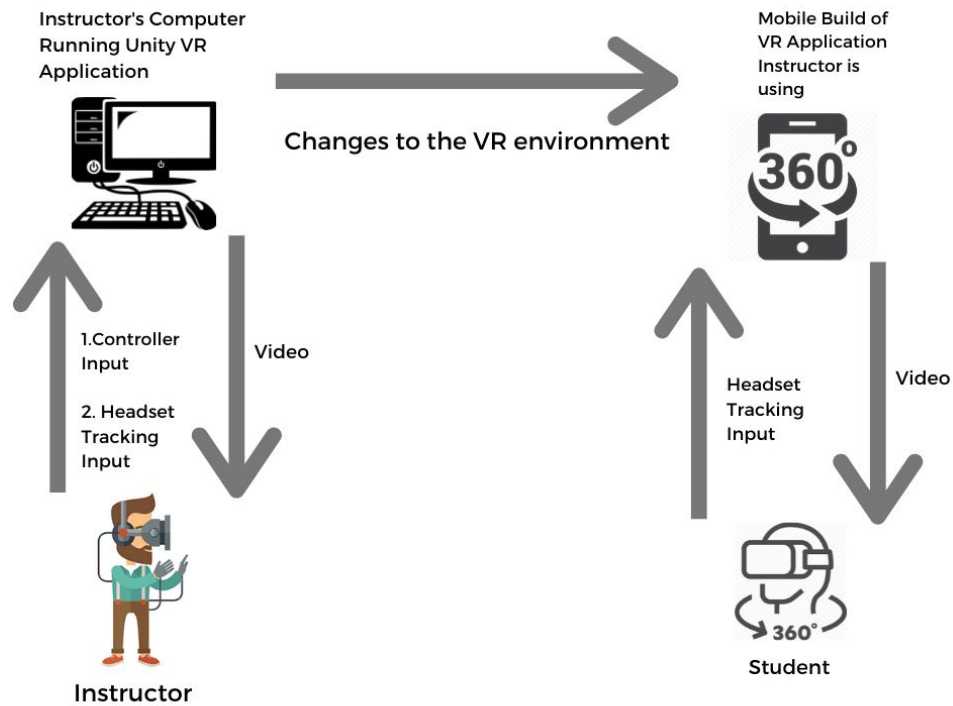 Instructor's Computer
Running Unity VR
Application
Mobile Build of
VR Application
Instructor is
using
Changes to the VR environment
360°
1.Controller
Input
2. Headset
Tracking
Input
Video
Headset
Tracking
Input
Video
360°
Instructor
Student